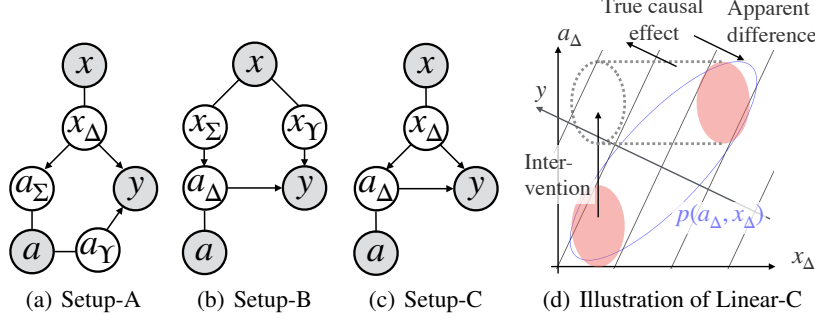 x
x_Δ
a_Σ
y
a
a_Υ
(a) Setup-A
x
x_Σ
x_Υ
a_Δ
y
a
(b) Setup-B
x
x_Δ
a_Δ
y
a
(c) Setup-C
True causal
effect
Apparent
difference
a_Δ
y
Inter-
vention
p(a_Δ, x_Δ)
x_Δ
(d) Illustration of Linear-C